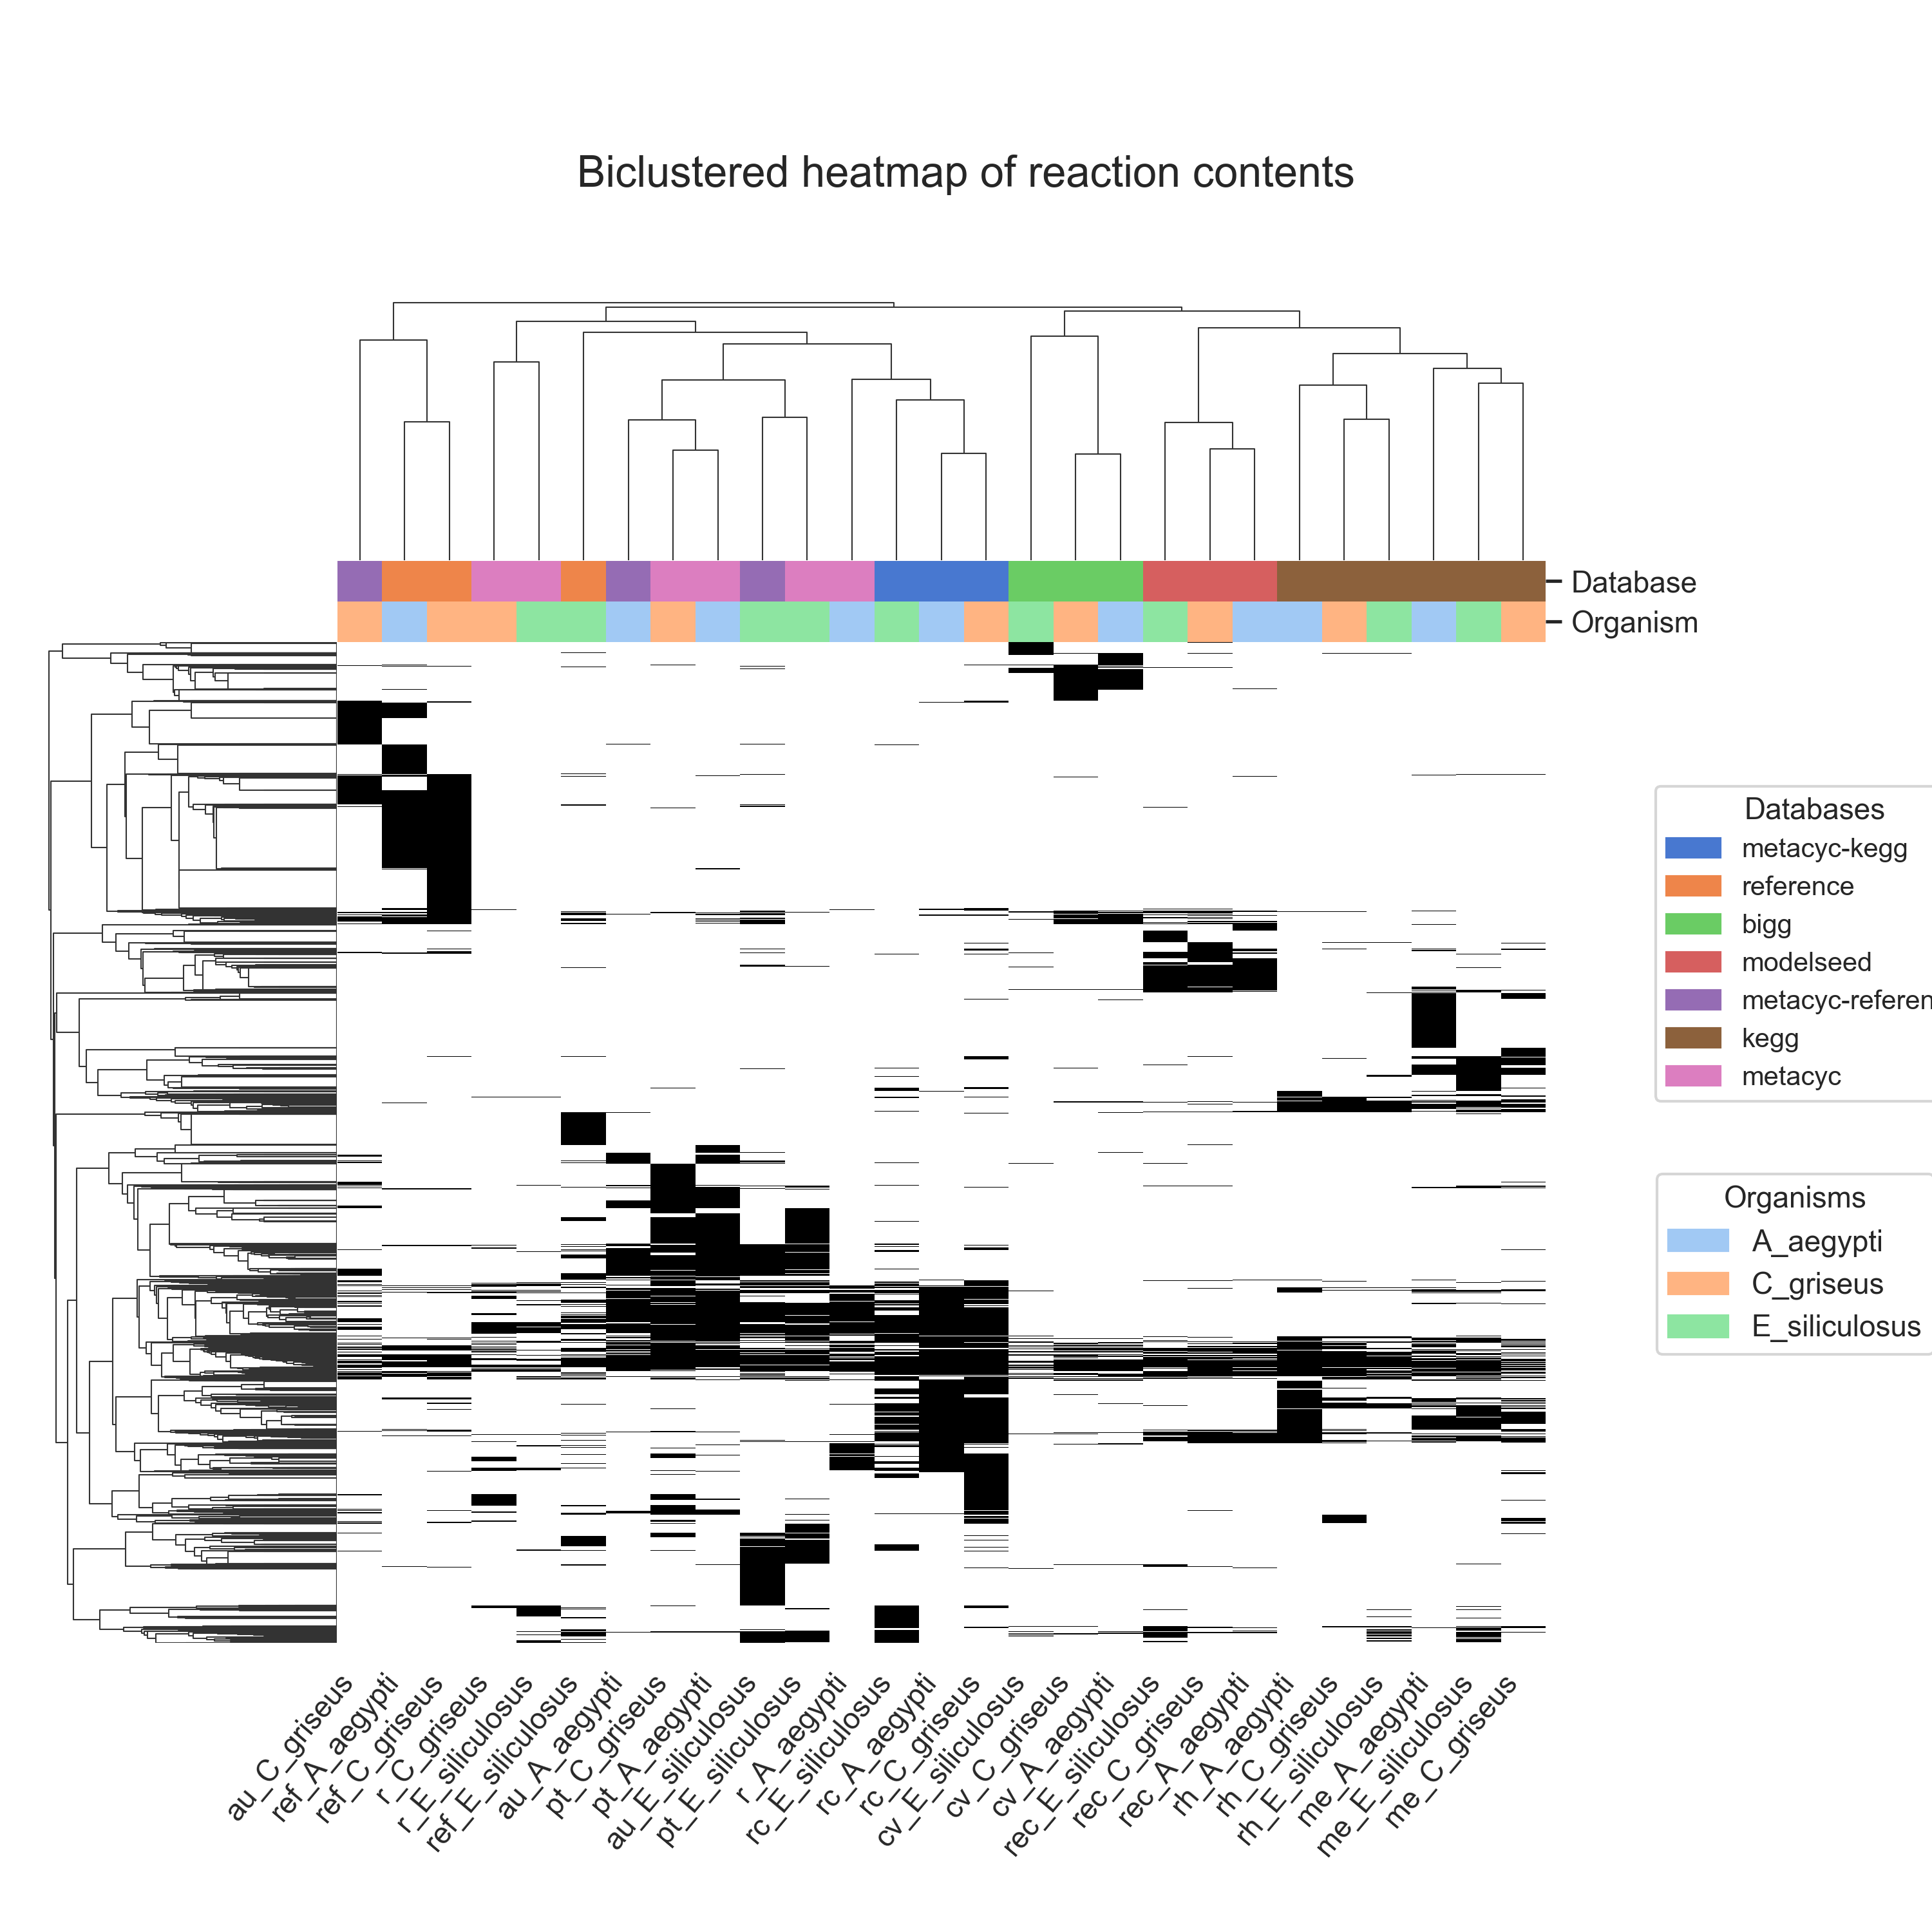 Biclustered heatmap of reaction contents
Database
Organism
Databases
metacyc-kegg
reference
bigg
modelseed
metacyc-referen
kegg
metacyc
Organisms
A_aegypti
C_griseus
E_siliculosus
au_C_griseus
ref_A_aegypti
ref_C_griseus
r_C_griseus
r_E_siliculosus
ref_E_siliculosus
au_A_aegypti
pt_C_griseus
pt_A_aegypti
au_E_siliculosus
pt_E_siliculosus
r_A_aegypti
rc_E_siliculosus
rc_A_aegypti
rc_C_griseus
cv_E_siliculosus
cv_C_griseus
cv_A_aegypti
rec_E_siliculosus
rec_C_griseus
rec_A_aegypti
rh_A_aegypti
rh_C_griseus
rh_E_siliculosus
me_A_aegypti
me_E_siliculosus
me_C_griseus